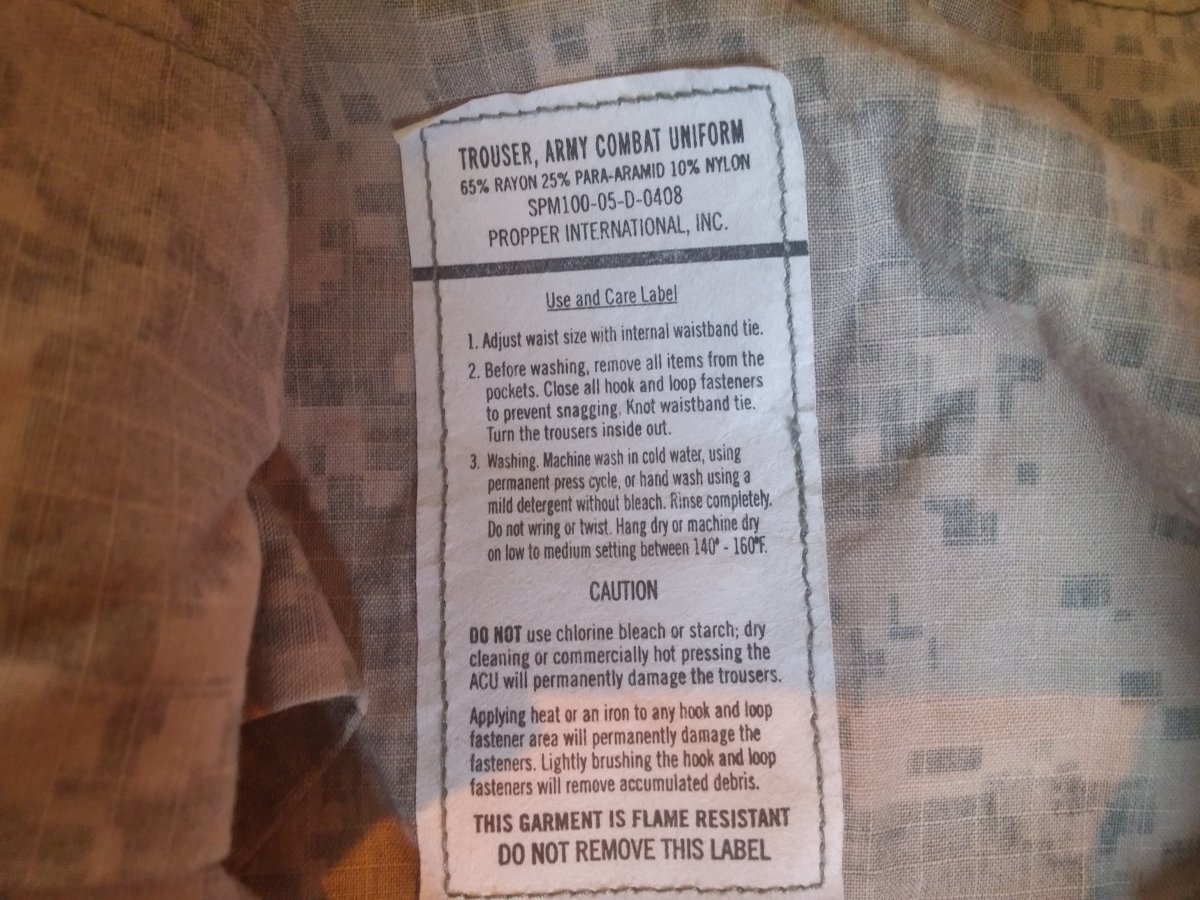 TROUSER, ARMY COMBAT UNIFORM
65% RAYON 25% PARA-ARAMID 10% NYLON
SPM100-05-D-0408
PROPPER INTERNATIONAL, INC.
Use and Care Label
1. Adjust waist size with internal waistband tie.
2. Before washing, remove all items from the
pockets. Close all hook and loop fasteners
to prevent snagging. Knot waistband tie.
Turn the trousers inside out.
3. Washing. Machine wash in cold water, using
permanent press cycle, or hand wash using a
mild detergent without bleach. Rinse completely.
Do not wring or twist. Hang dry or machine dry
on low to medium setting between 140° - 160°F.
CAUTION
DO NOT use chlorine bleach or starch; dry
cleaning or commercially hot pressing the
ACU will permanently damage the trousers.
Applying heat or an iron to any hook and loop
fastener area will permanently damage the
fasteners. Lightly brushing the hook and loop
fasteners will remove accumulated debris.
THIS GARMENT IS FLAME RESISTANT
DO NOT REMOVE THIS LABEL